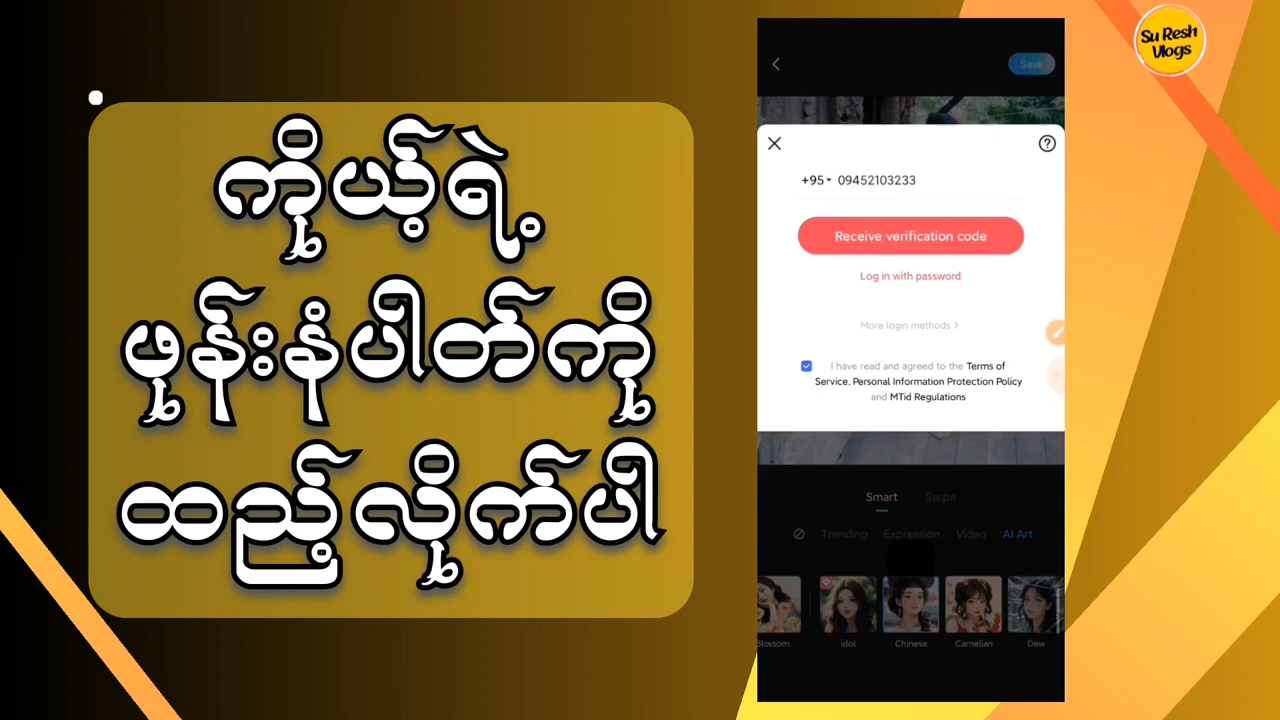 ကိုယ့်ရဲ့
ဖုန်းနံပါတ်ကို
ထည့်လိုက်ပါ
Su Resh
Vlogs
Save
+95 09452103233
Receive verification code
Log in with password
More login methods >
I have read and agreed to the Terms of
Service, Personal Information Protection Policy
and MTid Regulations
Smart Swipe
Trending Expression Video AI Art
Blossom idol Chinese Carnelian Dew